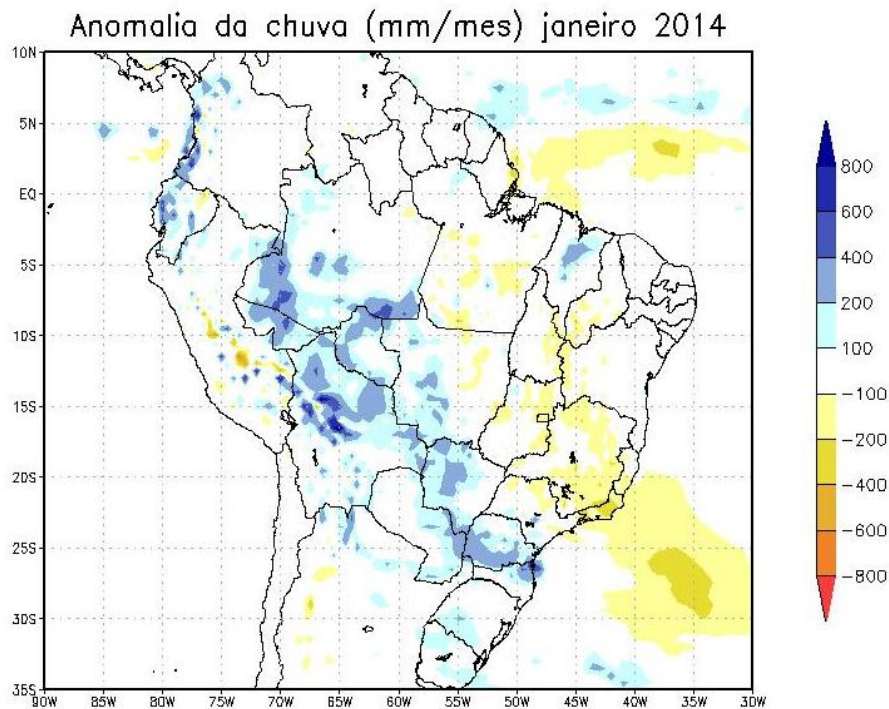 Anomalia da chuva (mm/mes) janeiro 2014
10N
5N
EQ
5S
10S
15S
20S
25S
30S
35S
90W 85W 80W 75W 70W 65W 60W 55W 50W 45W 40W 35W 30W
800
600
400
200
100
-100
-200
-400
-600
-800